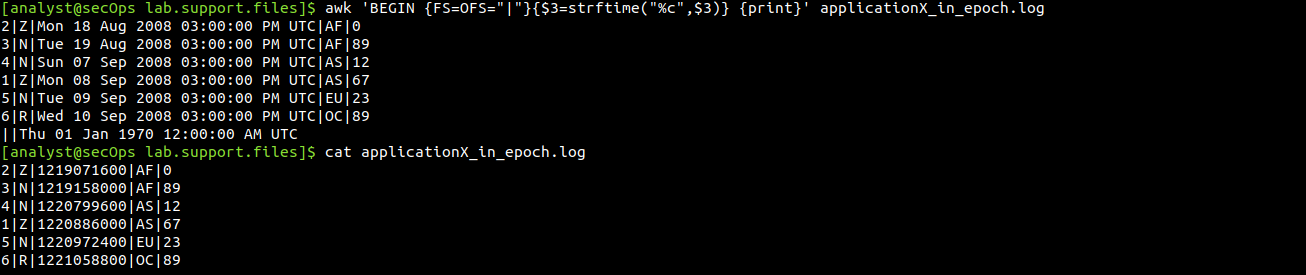 [analyst@secOps lab.support.files]$ awk 'BEGIN {FS=OFS="|"}{$3=strftime("%c",$3)} {print}' applicationX_in_epoch.log
2|Z|Mon 18 Aug 2008 03:00:00 PM UTC|AF|0
3|N|Tue 19 Aug 2008 03:00:00 PM UTC|AF|89
4|N|Sun 07 Sep 2008 03:00:00 PM UTC|AS|12
1|Z|Mon 08 Sep 2008 03:00:00 PM UTC|AS|67
5|N|Tue 09 Sep 2008 03:00:00 PM UTC|EU|23
6|R|Wed 10 Sep 2008 03:00:00 PM UTC|OC|89
||Thu 01 Jan 1970 12:00:00 AM UTC
[analyst@secOps lab.support.files]$ cat applicationX_in_epoch.log
2|Z|1219071600|AF|0
3|N|1219158000|AF|89
4|N|1220799600|AS|12
1|Z|1220886000|AS|67
5|N|1220972400|EU|23
6|R|1221058800|OC|89